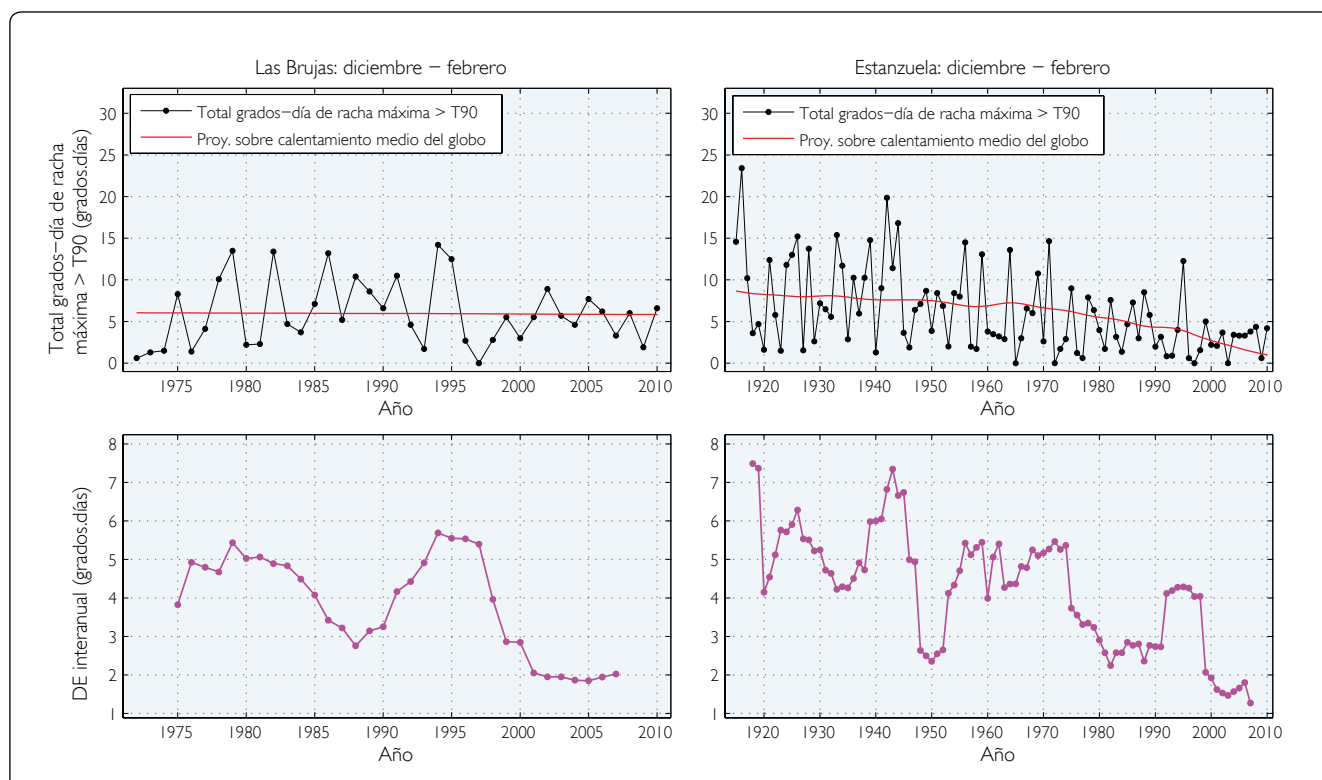 Las Brujas: diciembre – febrero
Total grados–día de racha máxima > T90
Proy. sobre calentamiento medio del globo
Total grados–día de racha
máxima > T90 (grados.días)
30
25
20
15
10
5
0
1975 1980 1985 1990 1995 2000 2005 2010
Año
Estanzuela: diciembre – febrero
Total grados–día de racha máxima > T90
Proy. sobre calentamiento medio del globo
30
25
20
15
10
5
0
1920 1930 1940 1950 1960 1970 1980 1990 2000 2010
Año
DE interanual (grados.días)
8
7
6
5
4
3
2
1
1975 1980 1985 1990 1995 2000 2005 2010
Año
8
7
6
5
4
3
2
1
1920 1930 1940 1950 1960 1970 1980 1990 2000 2010
Año